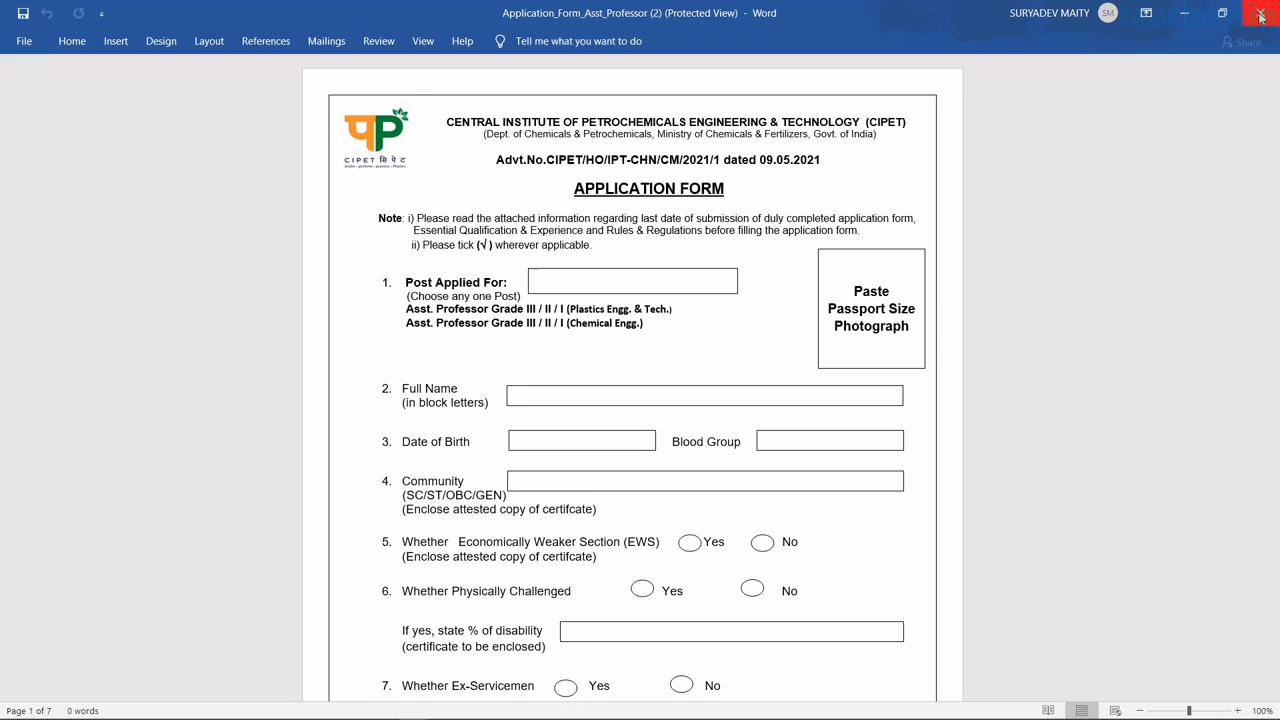 Application_Form_Asst_Professor (2) (Protected View) - Word
SURYADEV MAITY SM
File Home Insert Design Layout References Mailings Review View Help Tell me what you want to do Share
CENTRAL INSTITUTE OF PETROCHEMICALS ENGINEERING & TECHNOLOGY (CIPET)
(Dept. of Chemicals & Petrochemicals, Ministry of Chemicals & Fertilizers, Govt. of India)
CIPET सिपेट
Advt.No.CIPET/HO/IPT-CHN/CM/2021/1 dated 09.05.2021
APPLICATION FORM
Note: i) Please read the attached information regarding last date of submission of duly completed application form,
Essential Qualification & Experience and Rules & Regulations before filling the application form.
ii) Please tick (√ ) wherever applicable.
1. Post Applied For:
(Choose any one Post)
Asst. Professor Grade III / II / I (Plastics Engg. & Tech.)
Asst. Professor Grade III / II / I (Chemical Engg.)
Paste
Passport Size
Photograph
2. Full Name
(in block letters)
3. Date of Birth Blood Group
4. Community
(SC/ST/OBC/GEN)
(Enclose attested copy of certifcate)
5. Whether Economically Weaker Section (EWS) Yes No
(Enclose attested copy of certifcate)
6. Whether Physically Challenged Yes No
If yes, state % of disability
(certificate to be enclosed)
7. Whether Ex-Servicemen Yes No
Page 1 of 7 0 words 100%